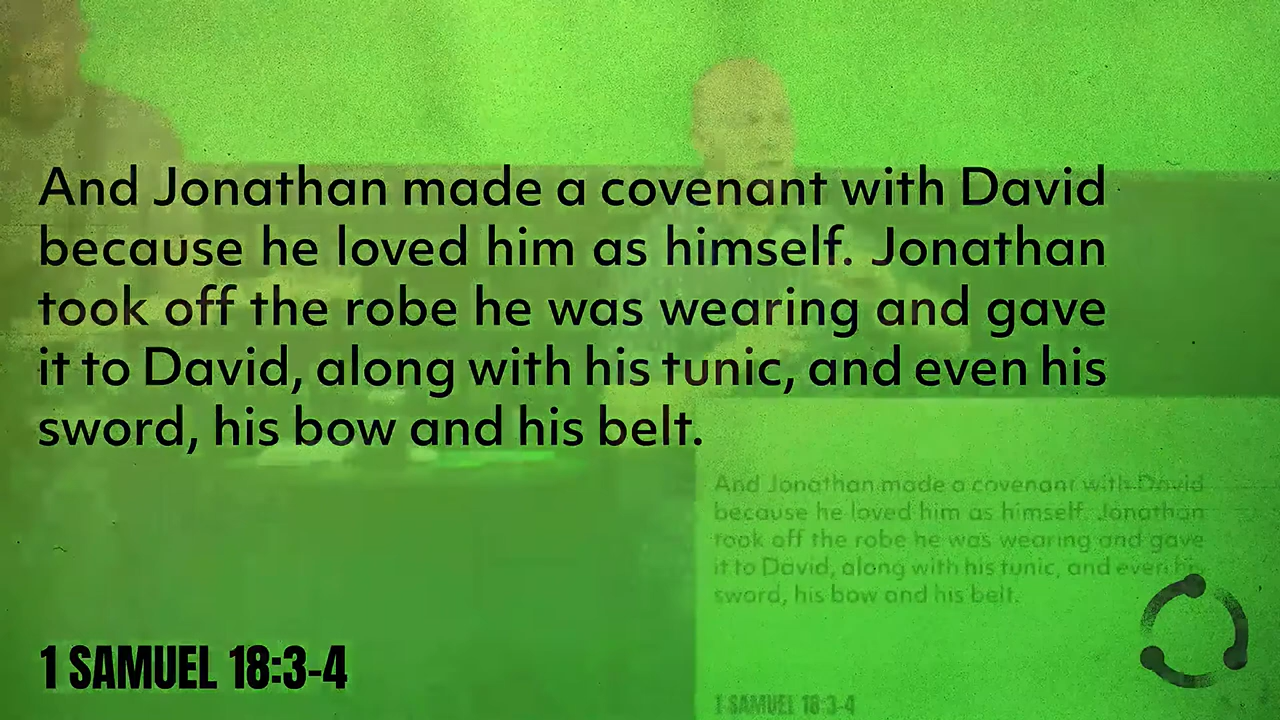 And Jonathan made a covenant with David
because he loved him as himself. Jonathan
took off the robe he was wearing and gave
it to David, along with his tunic, and even his
sword, his bow and his belt.
And Jonathan made a covenant with David
because he loved him as himself. Jonathan
took off the robe he was wearing and gave
it to David, along with his tunic, and even his
sword, his bow and his belt.
1 SAMUEL 18:3-4
1 SAMUEL 18:3-4